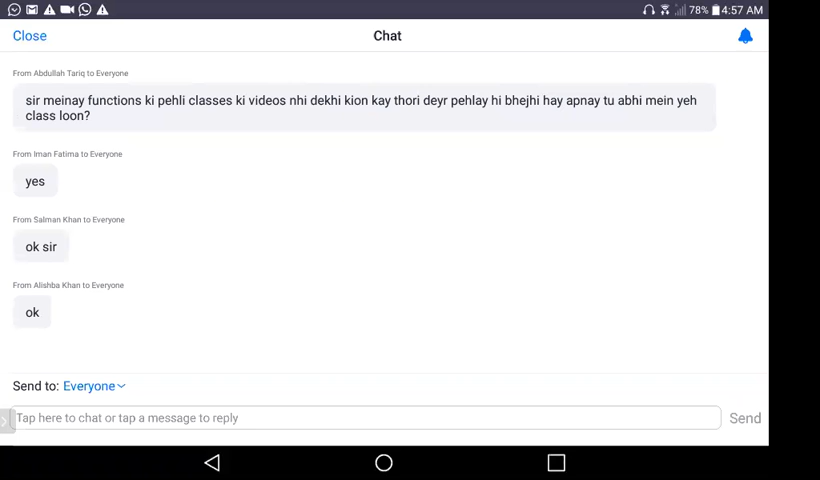 78% 4:57 AM
Close
Chat
From Abdullah Tariq to Everyone
sir meinay functions ki pehli classes ki videos nhi dekhi kion kay thori deyr pehlay hi bhejhi hay apnay tu abhi mein yeh
class loon?
From Iman Fatima to Everyone
yes
From Salman Khan to Everyone
ok sir
From Alishba Khan to Everyone
ok
Send to: Everyone
Tap here to chat or tap a message to reply
Send